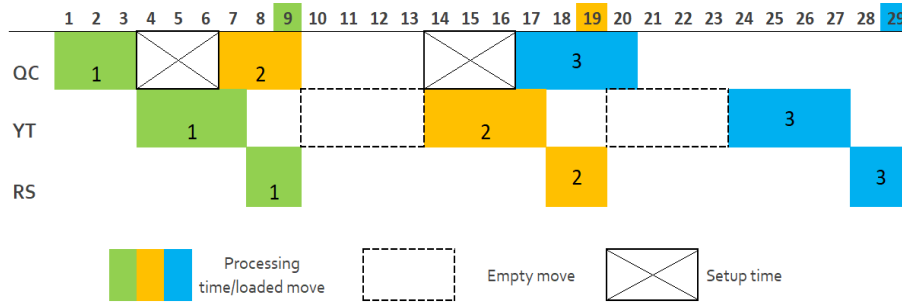 1 2 3 4 5 6 7 8 9 10 11 12 13 14 15 16 17 18 19 20 21 22 23 24 25 26 27 28 29
QC 1 2 3
YT 1 2 3
RS 1 2 3
Processing
time/loaded move
Empty move
Setup time